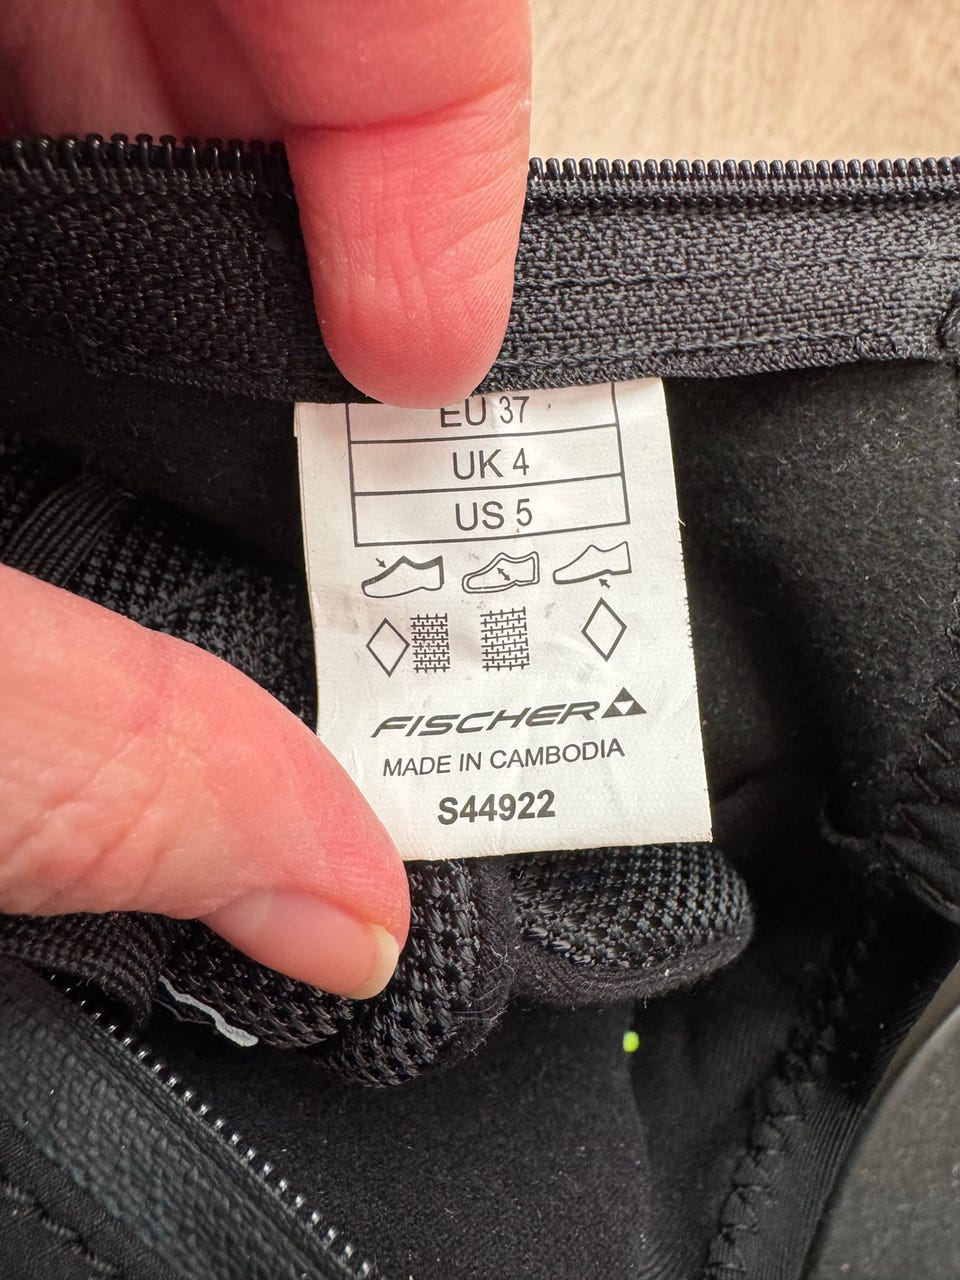 EU 37
UK 4
US 5
FISCHER
MADE IN CAMBODIA
S44922